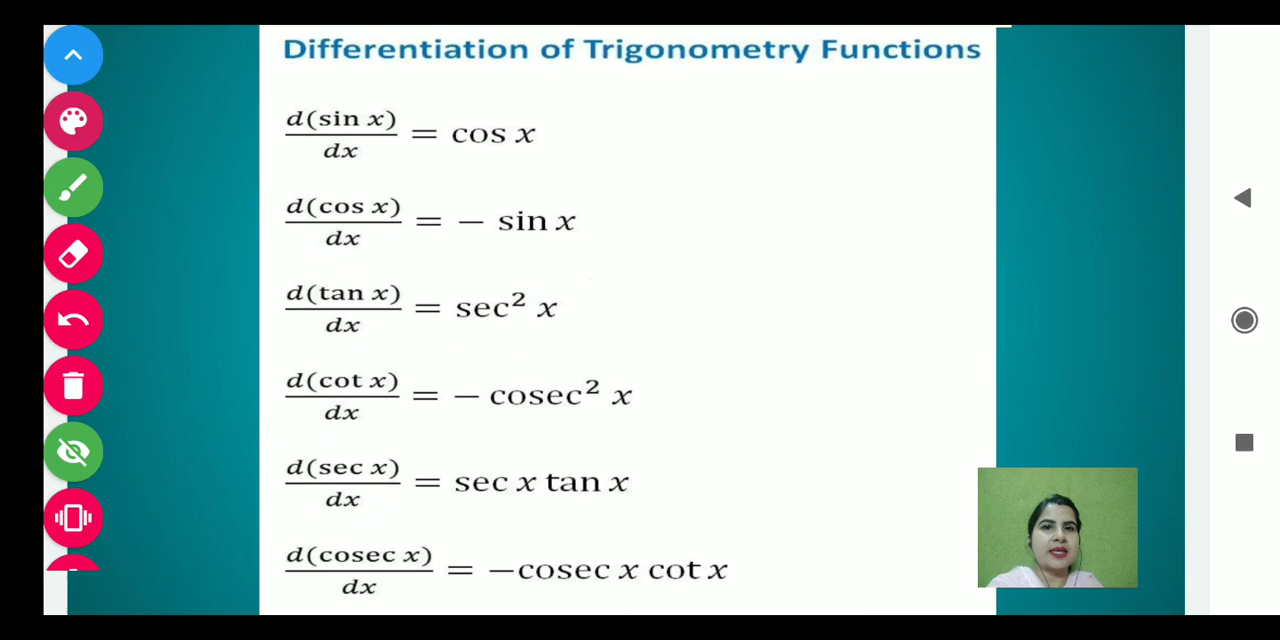 Differentiation of Trigonometry Functions
d(sin x)/dx = cos x
d(cos x)/dx = − sin x
d(tan x)/dx = sec² x
d(cot x)/dx = − cosec² x
d(sec x)/dx = sec x tan x
d(cosec x)/dx = −cosec x cot x